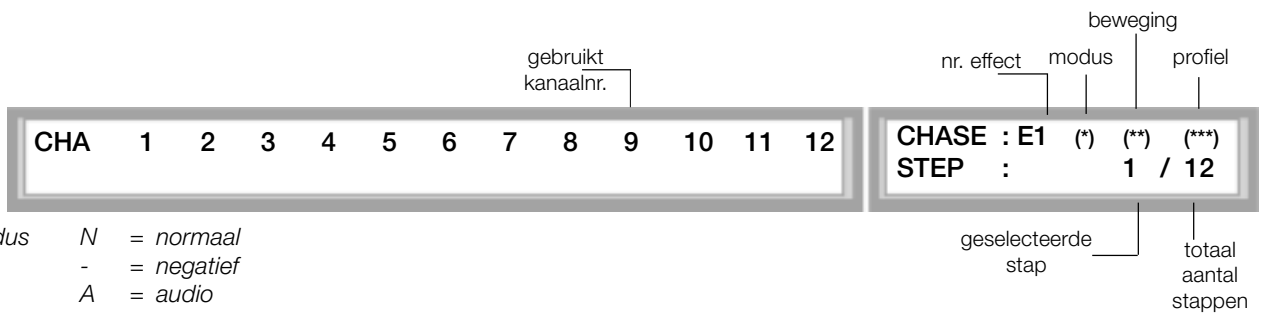 beweging
gebruikt
kanaalnr.
nr. effect modus profiel
CHA 1 2 3 4 5 6 7 8 9 10 11 12
CHASE : E1 (*) (**) (***)
STEP : 1 / 12
geselecteerde
stap
totaal
aantal
stappen
N = normaal
- = negatief
A = audio